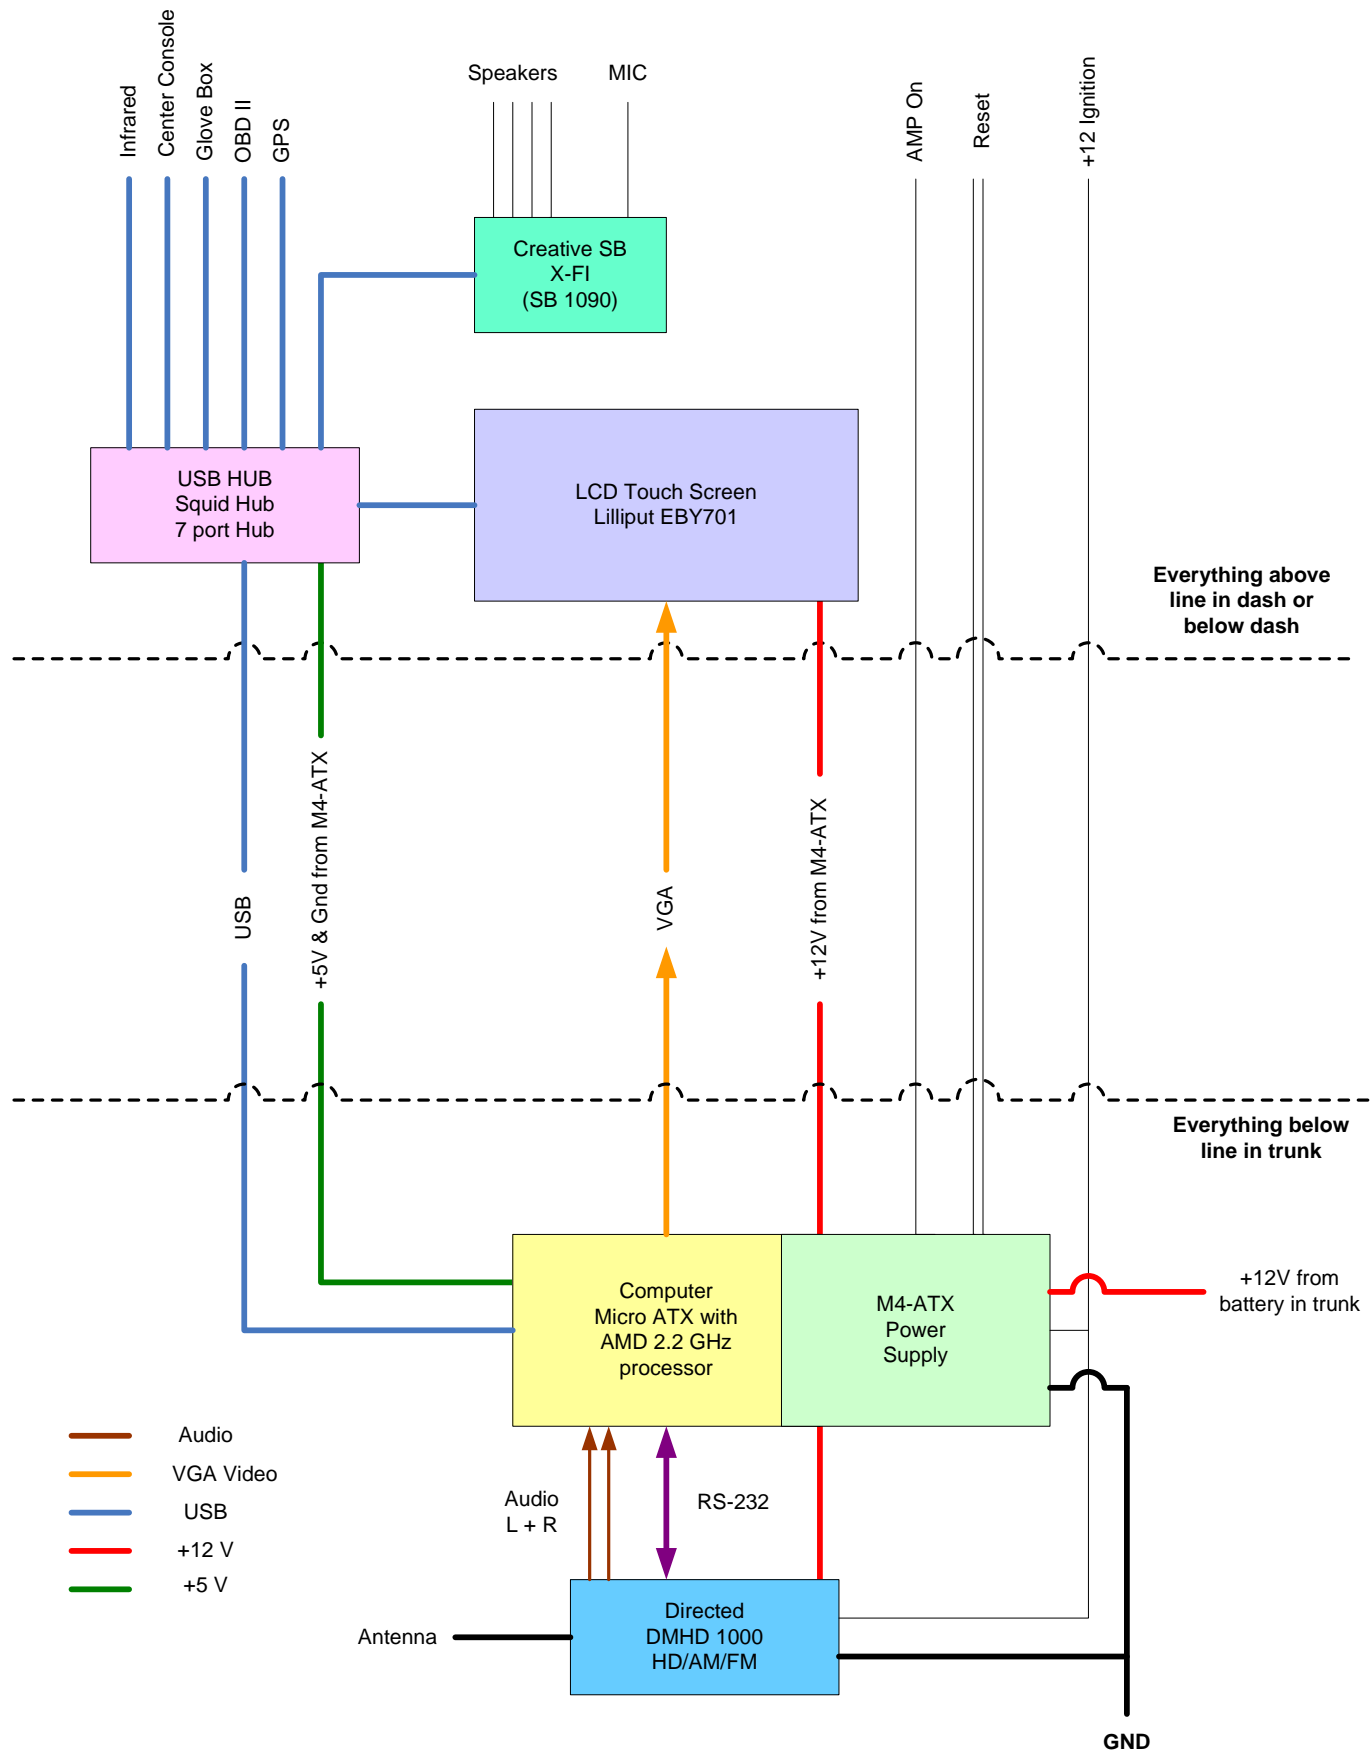 Infrared
Center Console
Glove Box
OBD II
GPS
Speakers
MIC
AMP On
Reset
+12 Ignition
Creative SB
X-FI
(SB 1090)
USB HUB
Squid Hub
7 port Hub
LCD Touch Screen
Lilliput EBY701
Everything above
line in dash or
below dash
USB
+5V & Gnd from M4-ATX
VGA
+12V from M4-ATX
Everything below
line in trunk
Computer
Micro ATX with
AMD 2.2 GHz
processor
M4-ATX
Power
Supply
+12V from
battery in trunk
Audio
VGA Video
USB
+12 V
+5 V
Audio
L + R
RS-232
Antenna
Directed
DMHD 1000
HD/AM/FM
GND